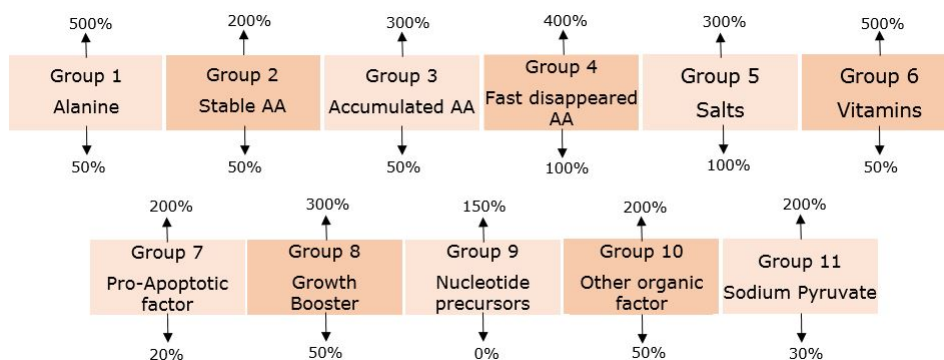 500% 200% 300% 400% 300% 500%
Group 1 Group 2 Group 3 Group 4 Group 5 Group 6
Alanine Stable AA Accumulated AA Fast disappeared AA Salts Vitamins
50% 50% 50% 100% 100% 50%
200% 300% 150% 200% 200%
Group 7 Group 8 Group 9 Group 10 Group 11
Pro-Apoptotic factor Growth Booster Nucleotide precursors Other organic factor Sodium Pyruvate
20% 50% 0% 50% 30%